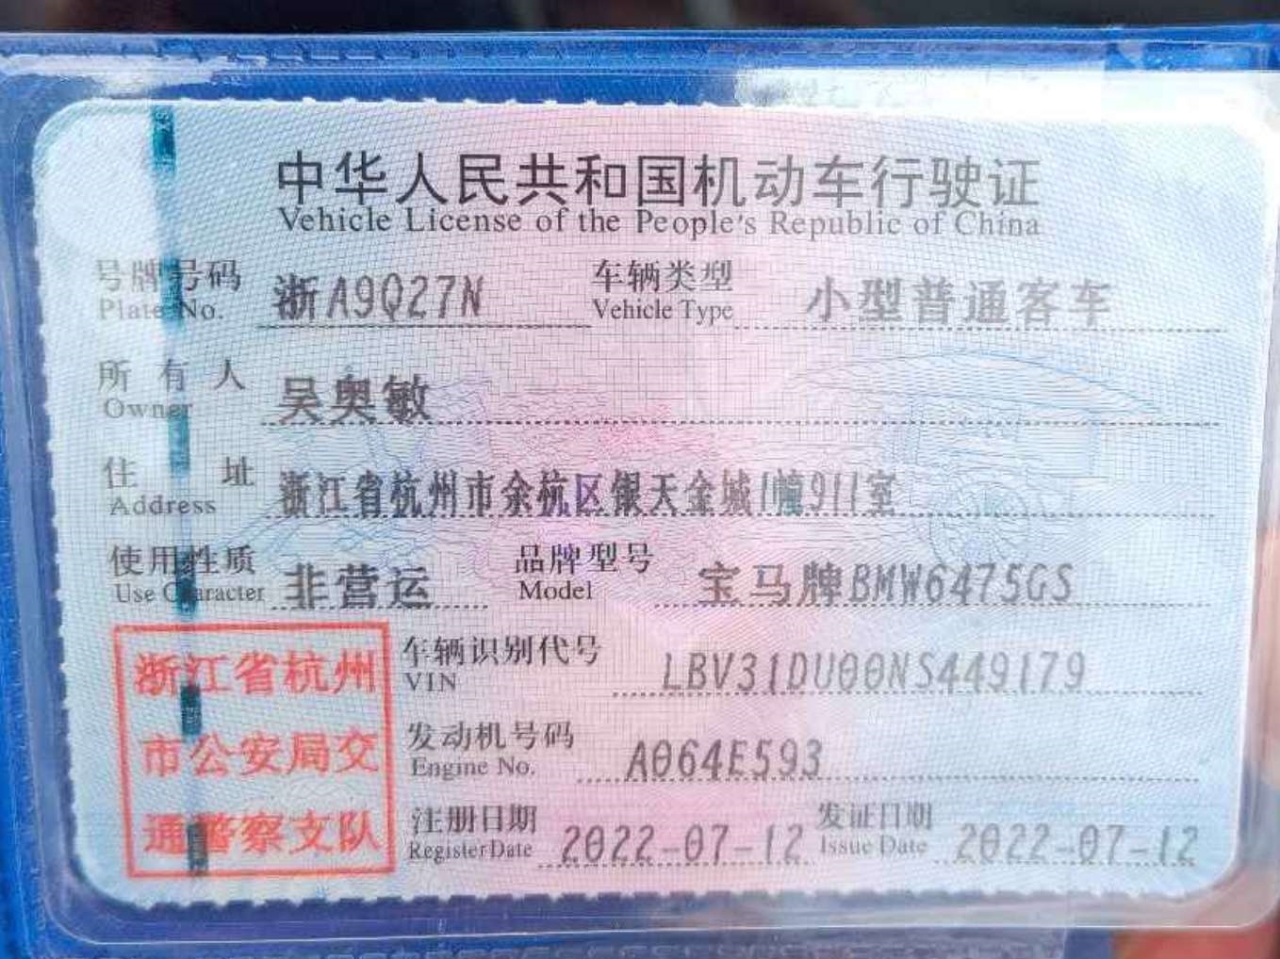 中华人民共和国机动车行驶证
Vehicle License of the People's Republic of China
号牌号码 浙A9Q27N 车辆类型 小型普通客车
Plate No. Vehicle Type
所有人 吴奥敏
Owner
住址 浙江省杭州市余杭区银天金城1幢911室
Address
使用性质 非营运 品牌型号 宝马牌BMW6475GS
Use Character Model
浙江省杭州
市公安局交
通警察支队
车辆识别代号 LBV31DU00NS449179
VIN
发动机号码 A064E593
Engine No.
注册日期 2022-07-12 发证日期 2022-07-12
Register Date Issue Date